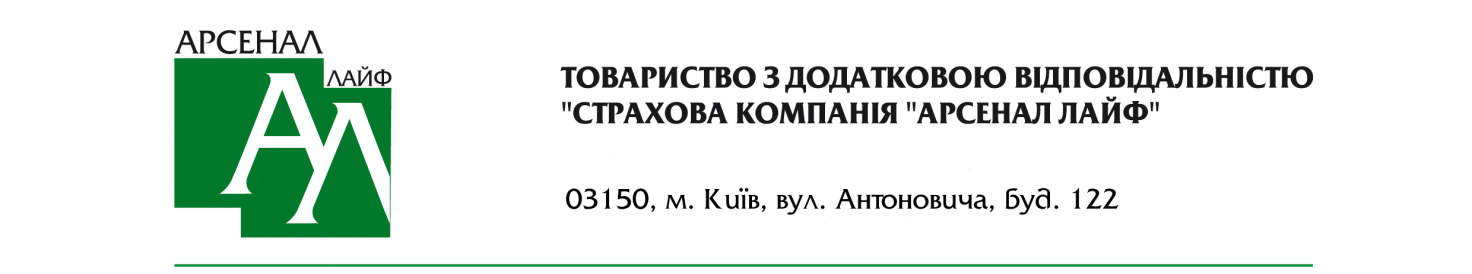 АРСЕНАЛ
ЛАЙФ
АЛ
ТОВАРИСТВО З ДОДАТКОВОЮ ВІДПОВІДАЛЬНІСТЮ
"СТРАХОВА КОМПАНІЯ "АРСЕНАЛ ЛАЙФ"
03150, м. Київ, вул. Антоновича, буд. 122